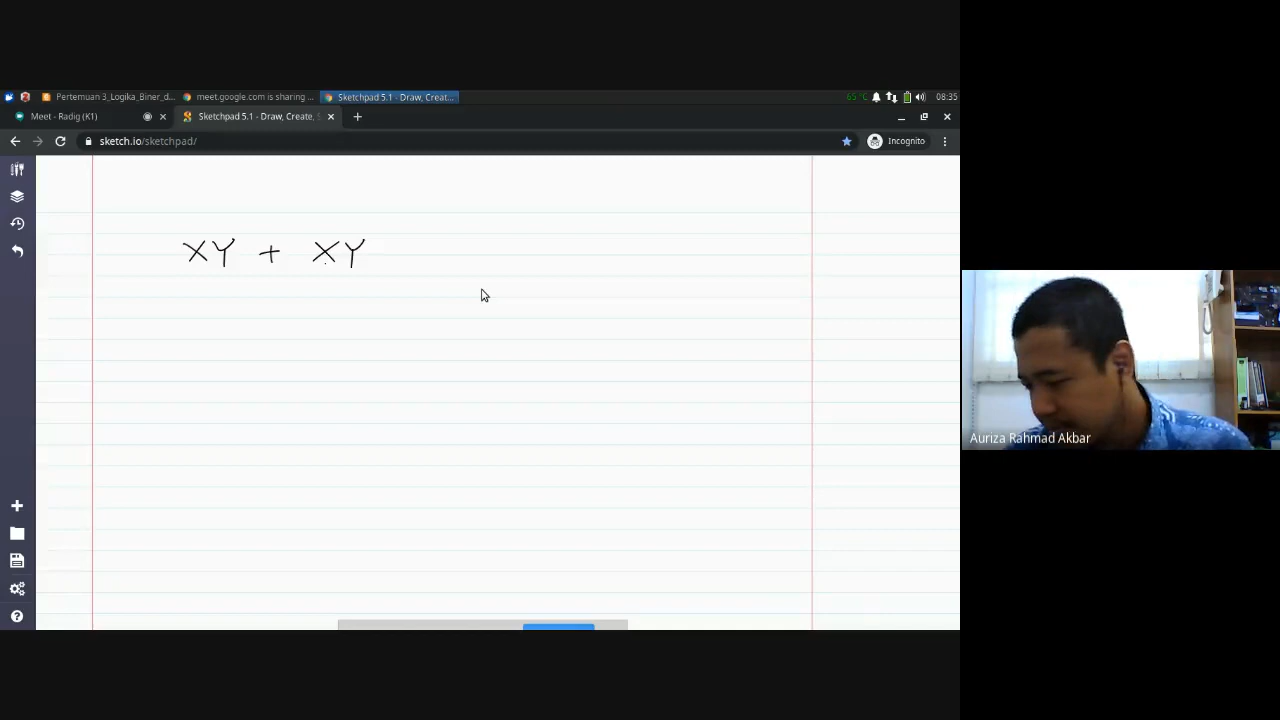 Pertemuan 3_Logika_Biner_d... meet.google.com is sharing ... Sketchpad 5.1 - Draw, Creat... 65°C 08:35
Meet - Radig (K1) Sketchpad 5.1 - Draw, Create, S
sketch.io/sketchpad/ Incognito
XY + XY
Auriza Rahmad Akbar